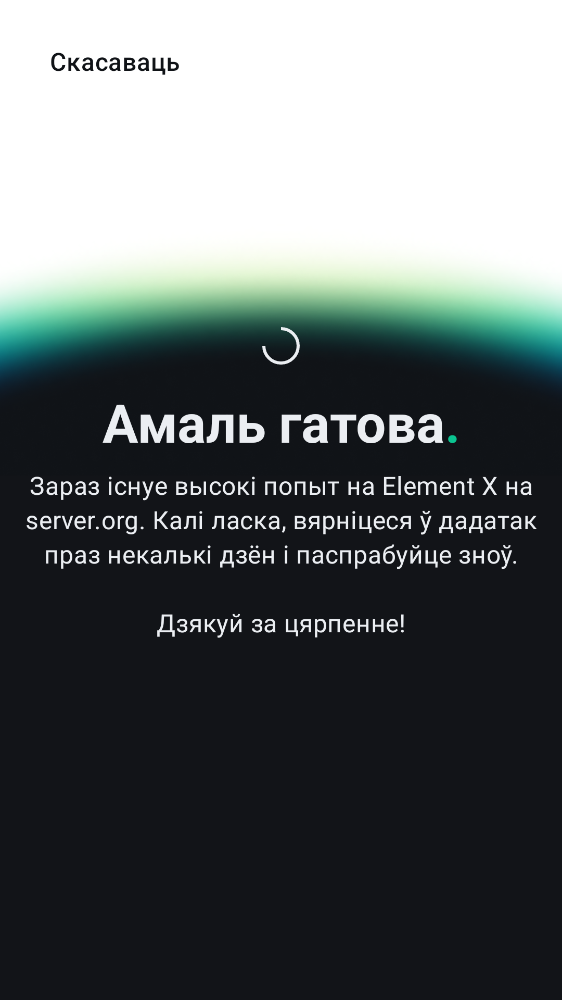 Скасаваць
Амаль гатова.
Зараз існуе высокі попыт на Element X на
server.org. Калі ласка, вярніцеся ў дадатак
праз некалькі дзён і паспрабуйце зноў.
Дзякуй за цярпенне!